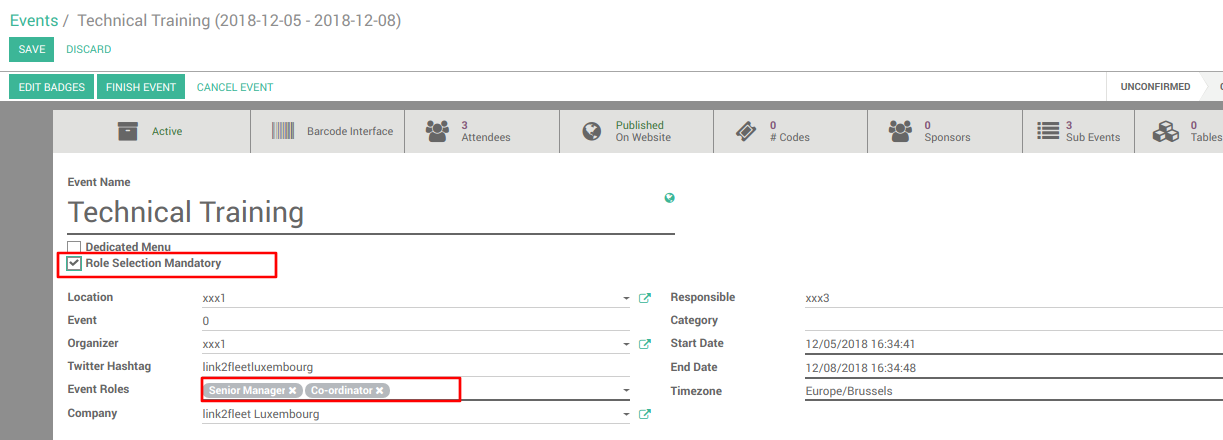 Events / Technical Training (2018-12-05 - 2018-12-08)
SAVE DISCARD
EDIT BADGES FINISH EVENT CANCEL EVENT UNCONFIRMED
Active
Barcode Interface
3
Attendees
Published
On Website
0
# Codes
0
Sponsors
3
Sub Events
0
Tables
Event Name
Technical Training
Dedicated Menu
Role Selection Mandatory
Location xxx1 Responsible xxx3
Event 0 Category
Organizer xxx1 Start Date 12/05/2018 16:34:41
Twitter Hashtag link2fleetluxembourg End Date 12/08/2018 16:34:48
Event Roles Senior Manager × Co-ordinator × Timezone Europe/Brussels
Company link2fleet Luxembourg